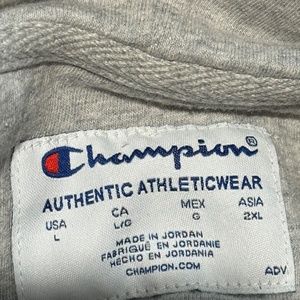 Champion®
AUTHENTIC ATHLETICWEAR
USA CA MEX ASIA
L L/G G 2XL
MADE IN JORDAN
FABRIQUÉ EN JORDANIE
HECHO EN JORDANIA
CHAMPION.COM
ADV